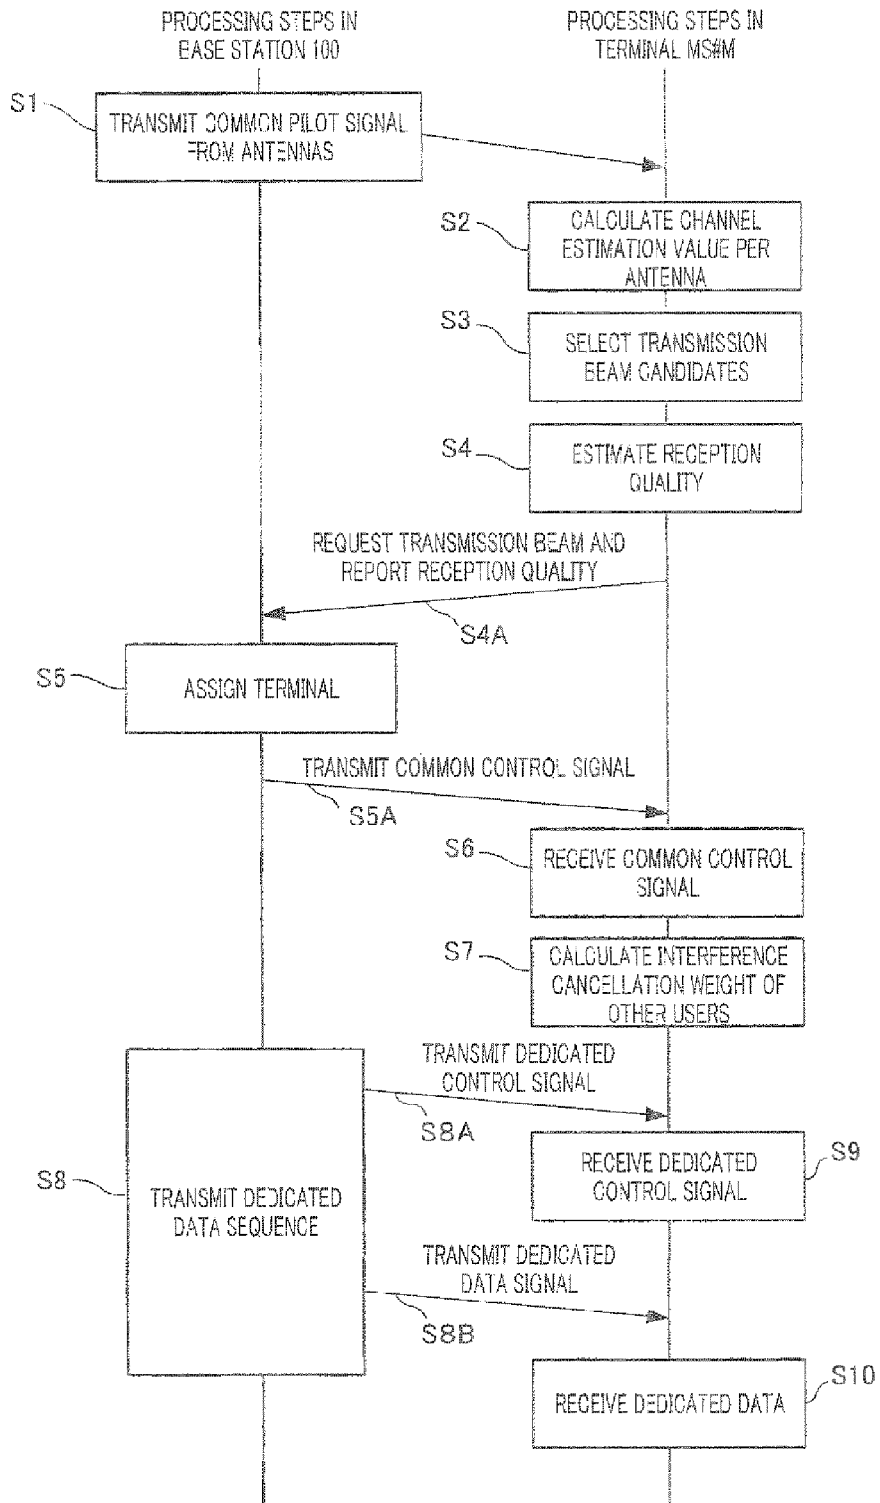 PROCESSING STEPS IN
BASE STATION 100
PROCESSING STEPS IN
TERMINAL MS#M
S1
TRANSMIT COMMON PILOT SIGNAL
FROM ANTENNAS
S2
CALCULATE CHANNEL
ESTIMATION VALUE PER
ANTENNA
S3
SELECT TRANSMISSION
BEAM CANDIDATES
S4
ESTIMATE RECEPTION
QUALITY
REQUEST TRANSMISSION BEAM AND
REPORT RECEPTION QUALITY
S4A
S5
ASSIGN TERMINAL
TRANSMIT COMMON CONTROL SIGNAL
S5A
S6
RECEIVE COMMON CONTROL
SIGNAL
S7
CALCULATE INTERFERENCE
CANCELLATION WEIGHT OF
OTHER USERS
TRANSMIT DEDICATED
CONTROL SIGNAL
S8A
S8
TRANSMIT DEDICATED
DATA SEQUENCE
RECEIVE DEDICATED
CONTROL SIGNAL
S9
TRANSMIT DEDICATED
DATA SIGNAL
S8B
RECEIVE DEDICATED DATA
S10